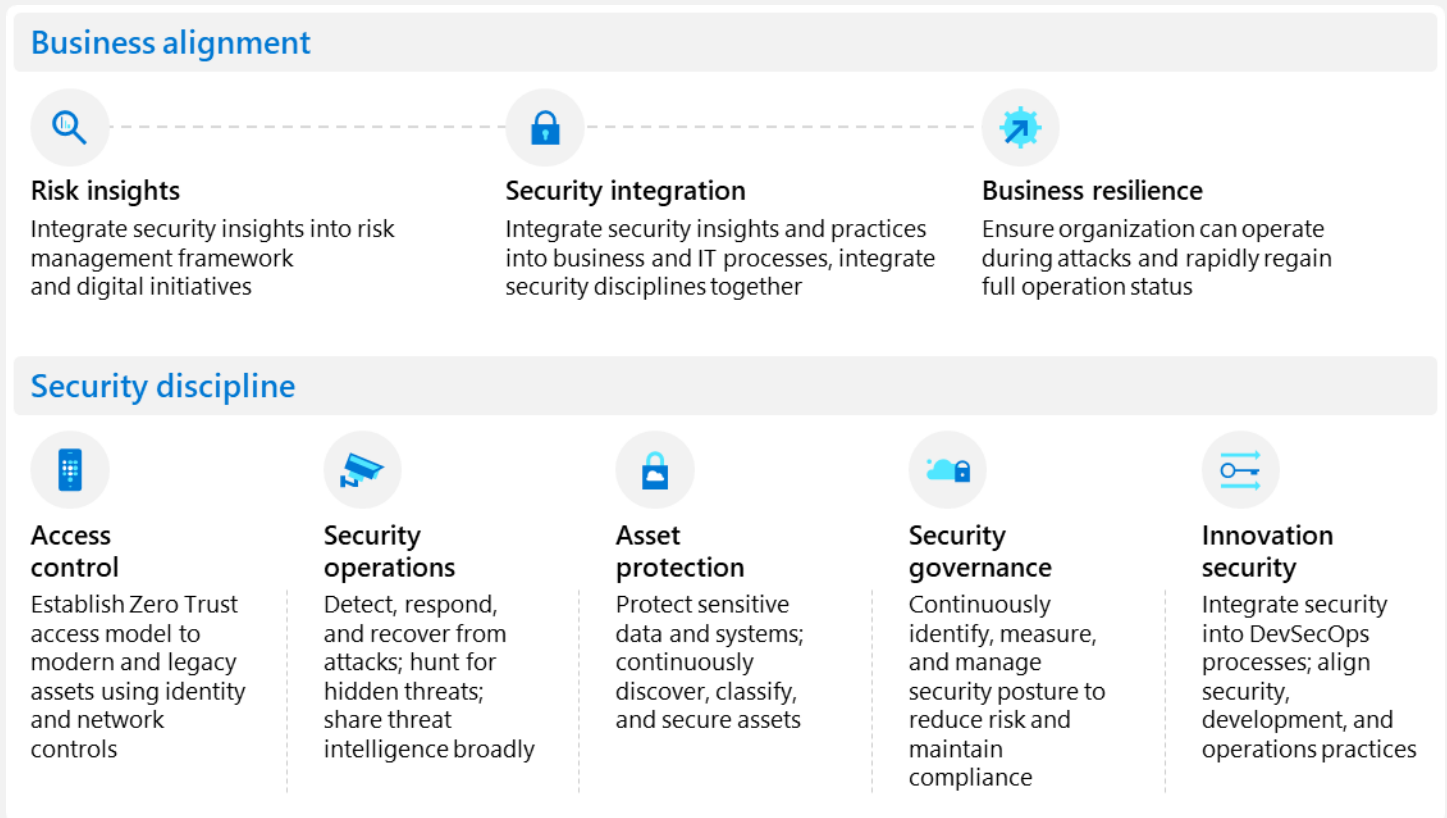 Business alignment
Risk insights
Integrate security insights into risk
management framework
and digital initiatives
Security integration
Integrate security insights and practices
into business and IT processes, integrate
security disciplines together
Business resilience
Ensure organization can operate
during attacks and rapidly regain
full operation status
Security discipline
Access
control
Establish Zero Trust
access model to
modern and legacy
assets using identity
and network
controls
Security
operations
Detect, respond,
and recover from
attacks; hunt for
hidden threats;
share threat
intelligence broadly
Asset
protection
Protect sensitive
data and systems;
continuously
discover, classify,
and secure assets
Security
governance
Continuously
identify, measure,
and manage
security posture to
reduce risk and
maintain
compliance
Innovation
security
Integrate security
into DevSecOps
processes; align
security,
development, and
operations practices